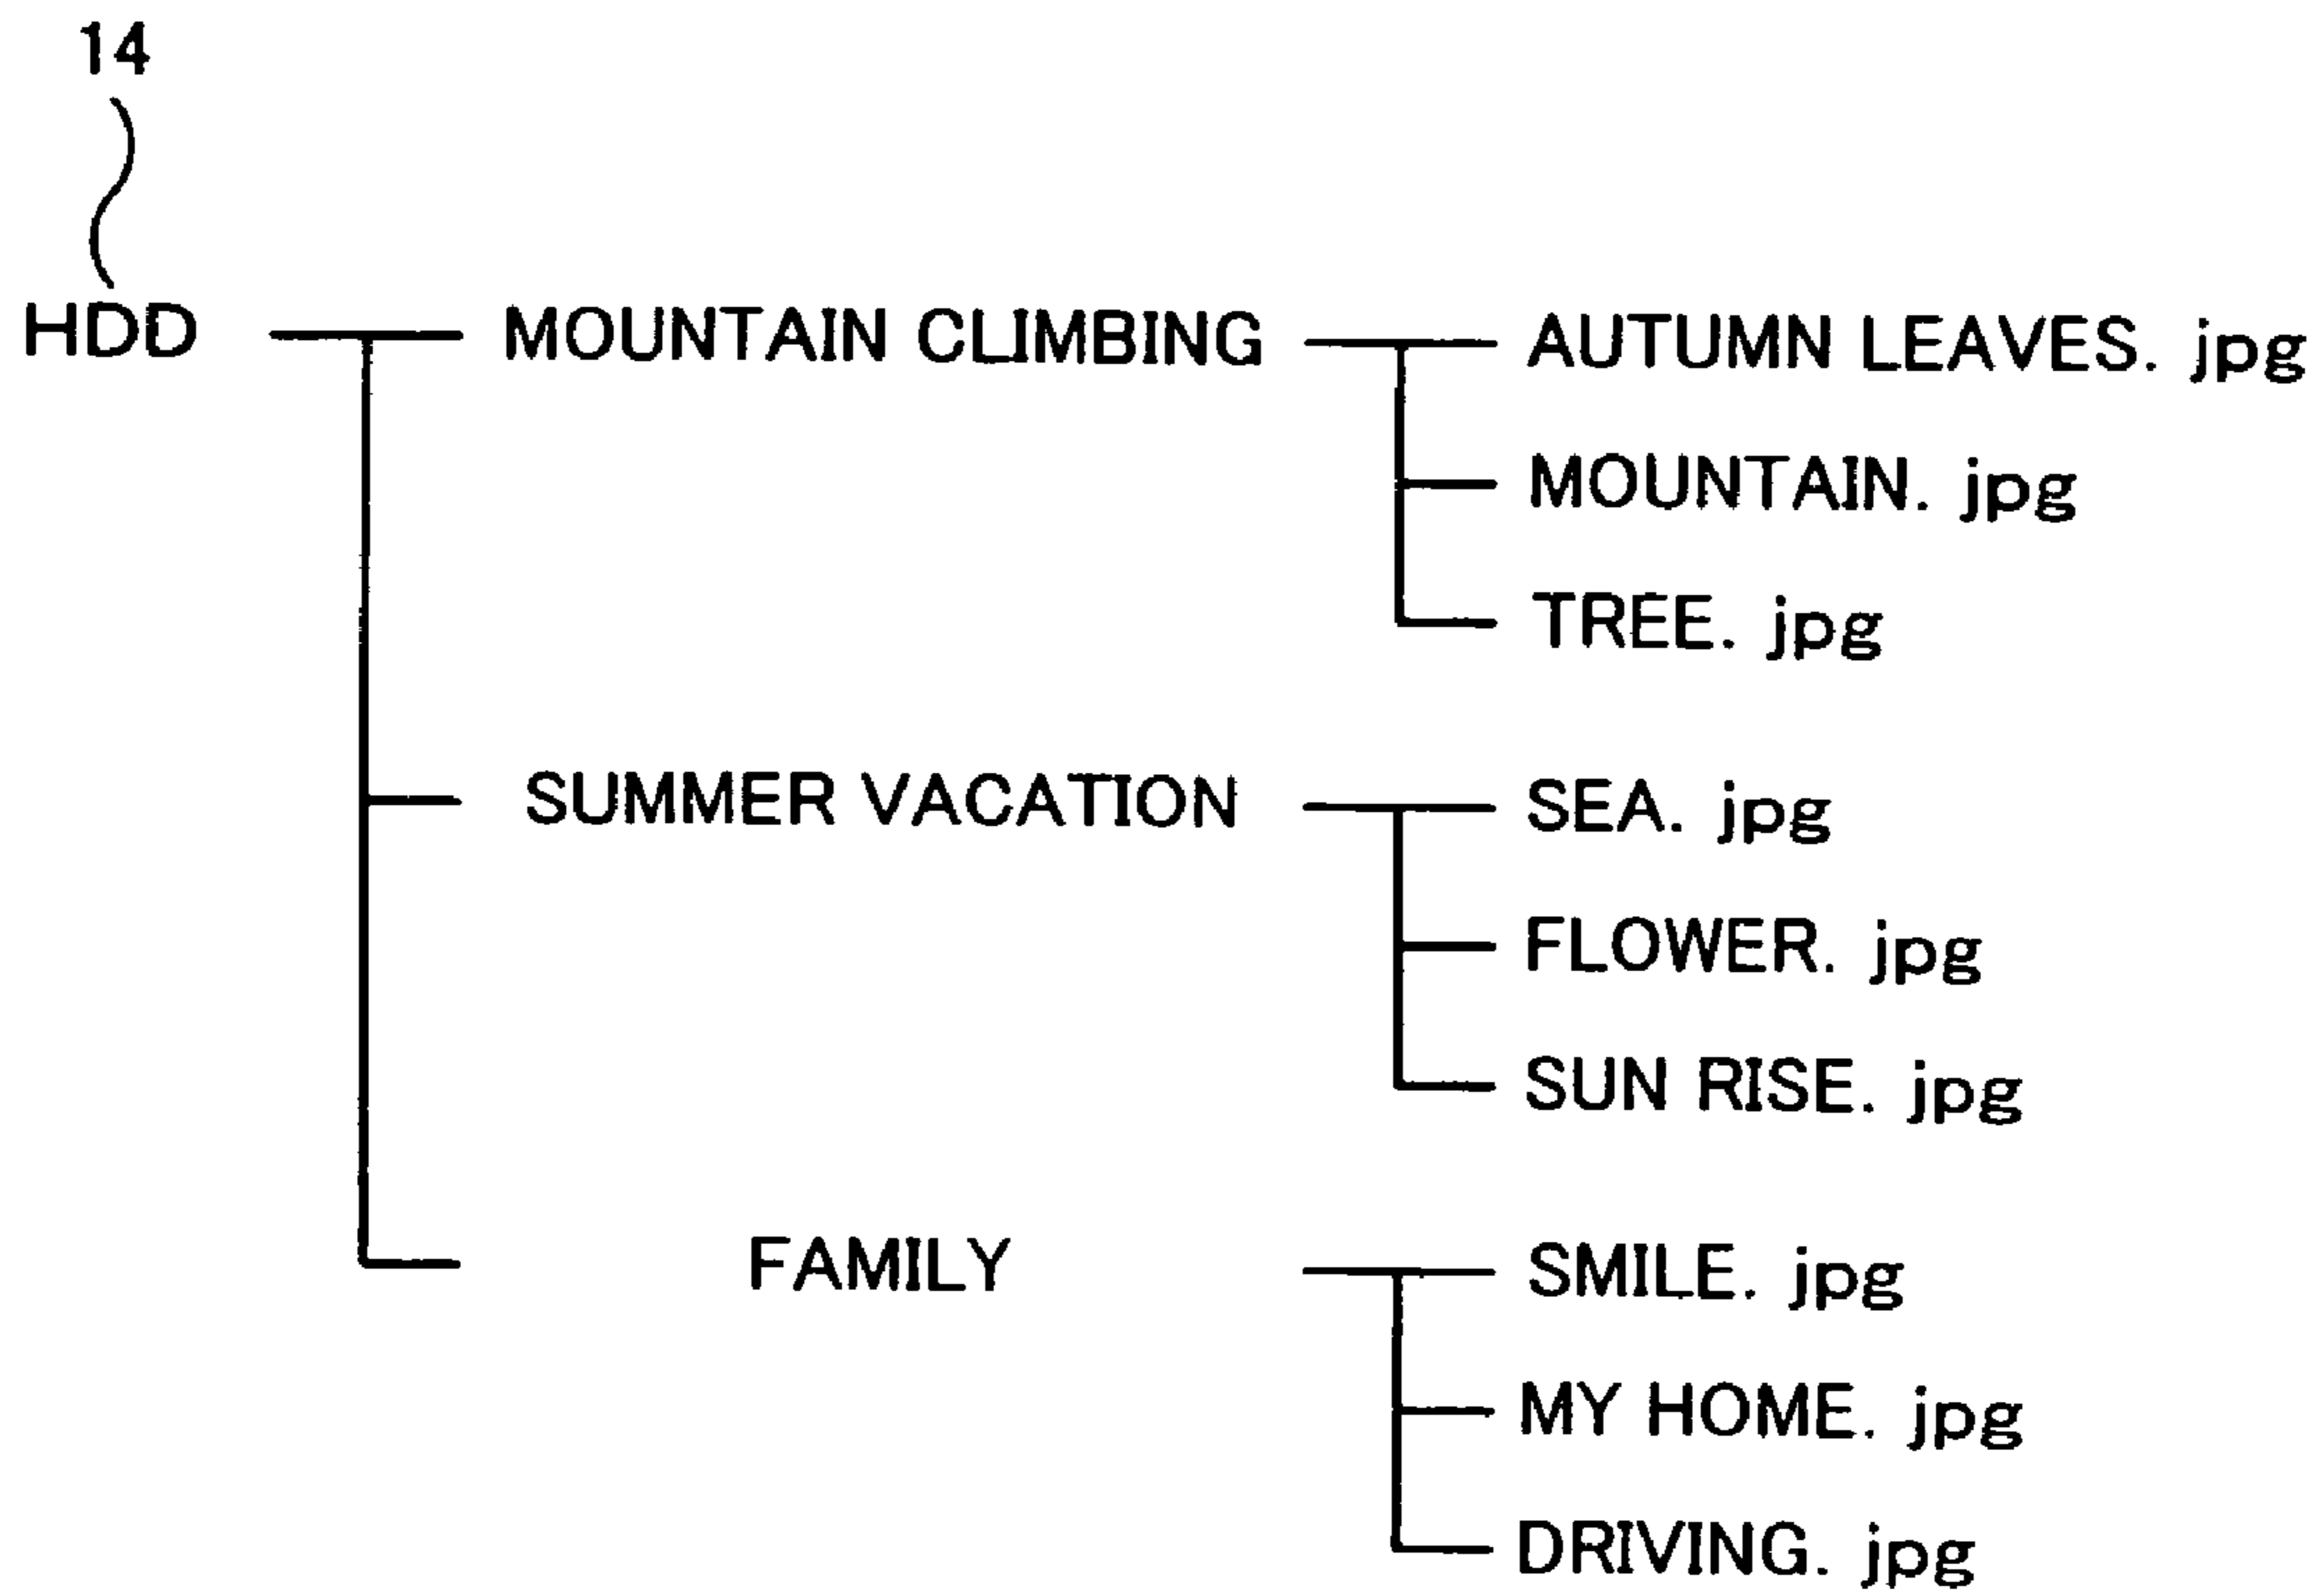 14
HDD MOUNTAIN CLIMBING AUTUMN LEAVES. jpg
MOUNTAIN. jpg
TREE. jpg
SUMMER VACATION SEA. jpg
FLOWER. jpg
SUN RISE. jpg
FAMILY SMILE. jpg
MY HOME. jpg
DRIVING. jpg